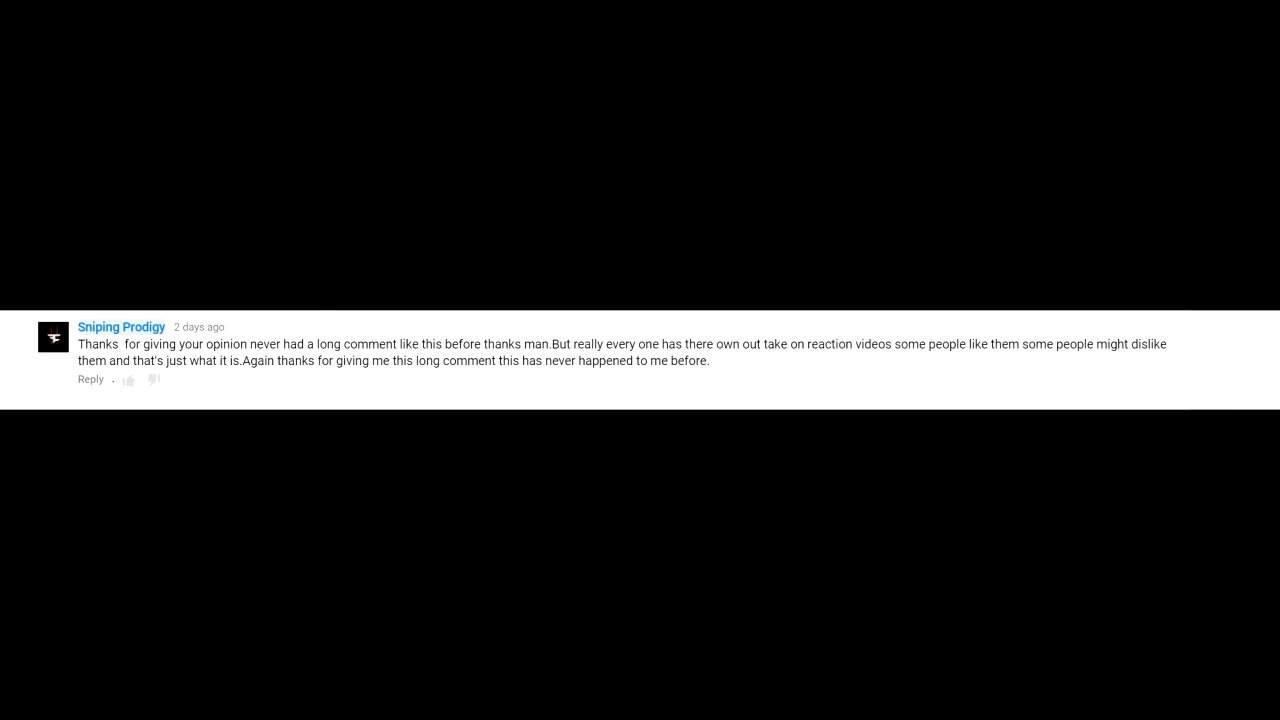 Sniping Prodigy 2 days ago
Thanks  for giving your opinion never had a long comment like this before thanks man.But really every one has there own out take on reaction videos some people like them some people might dislike
them and that's just what it is.Again thanks for giving me this long comment this has never happened to me before.
Reply .